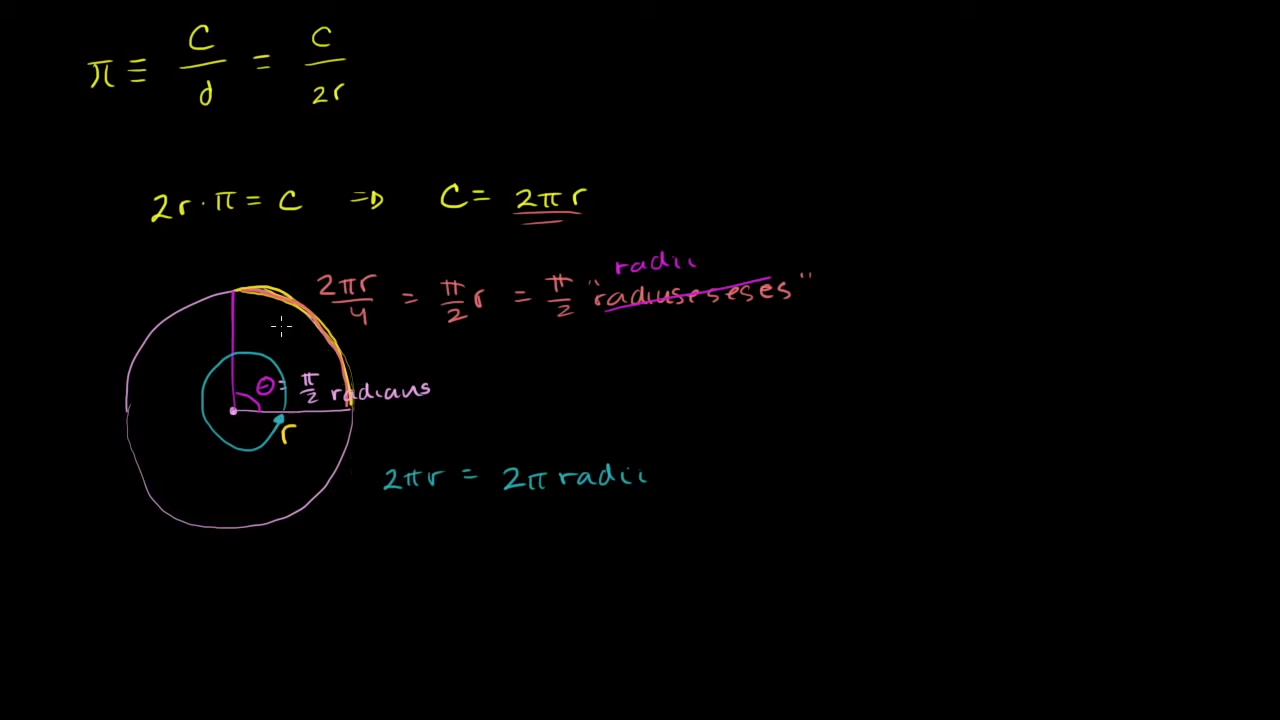 π ≡ C/d = C/2r
2r · π = C ⇒ C = 2πr
radii
2πr/4 = π/2 r = π/2 "radiuseseses"
θ = π/2 radians
r
2πr = 2π radii